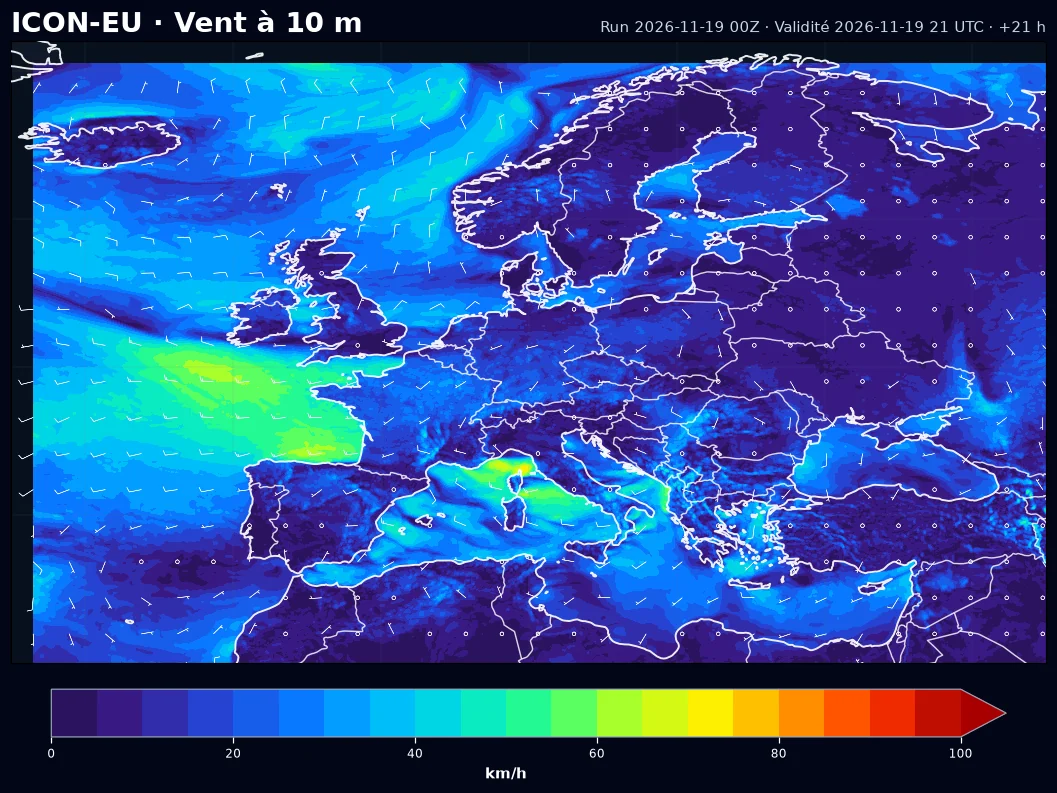 ICON-EU · Vent à 10 m
Run 2026-11-19 00Z · Validité 2026-11-19 21 UTC · +21 h
0 20 40 60 80 100
km/h